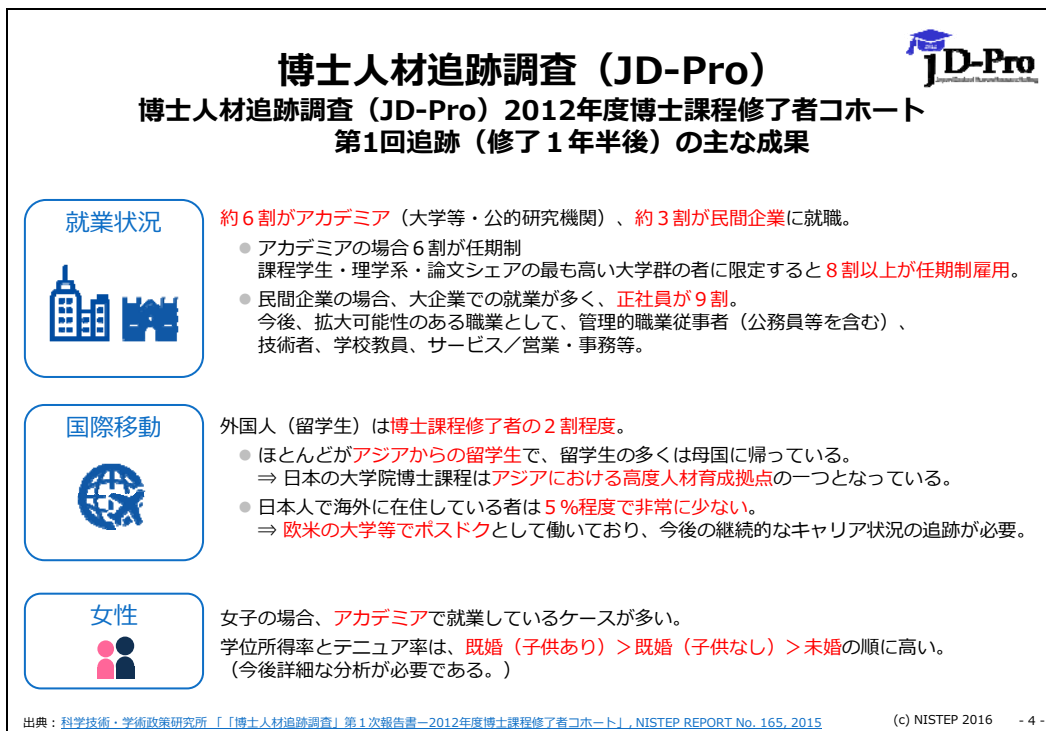 博士人材追跡調査（JD-Pro）
JD-Pro
博士人材追跡調査（JD-Pro）2012年度博士課程修了者コホート
第1回追跡（修了１年半後）の主な成果
就業状況
約６割がアカデミア（大学等・公的研究機関）、約３割が民間企業に就職。
● アカデミアの場合６割が任期制
課程学生・理学系・論文シェアの最も高い大学群の者に限定すると８割以上が任期制雇用。
● 民間企業の場合、大企業での就業が多く、正社員が９割。
今後、拡大可能性のある職業として、管理的職業従事者（公務員等を含む）、
技術者、学校教員、サービス／営業・事務等。
国際移動
外国人（留学生）は博士課程修了者の２割程度。
● ほとんどがアジアからの留学生で、留学生の多くは母国に帰っている。
⇒ 日本の大学院博士課程はアジアにおける高度人材育成拠点の一つとなっている。
● 日本人で海外に在住している者は５％程度で非常に少ない。
⇒ 欧米の大学等でポスドクとして働いており、今後の継続的なキャリア状況の追跡が必要。
女性
女子の場合、アカデミアで就業しているケースが多い。
学位所得率とテニュア率は、既婚（子供あり）＞既婚（子供なし）＞未婚の順に高い。
（今後詳細な分析が必要である。）
出典：科学技術・学術政策研究所 「「博士人材追跡調査」第１次報告書ー2012年度博士課程修了者コホート」, NISTEP REPORT No. 165, 2015
(c) NISTEP 2016 - 4 -